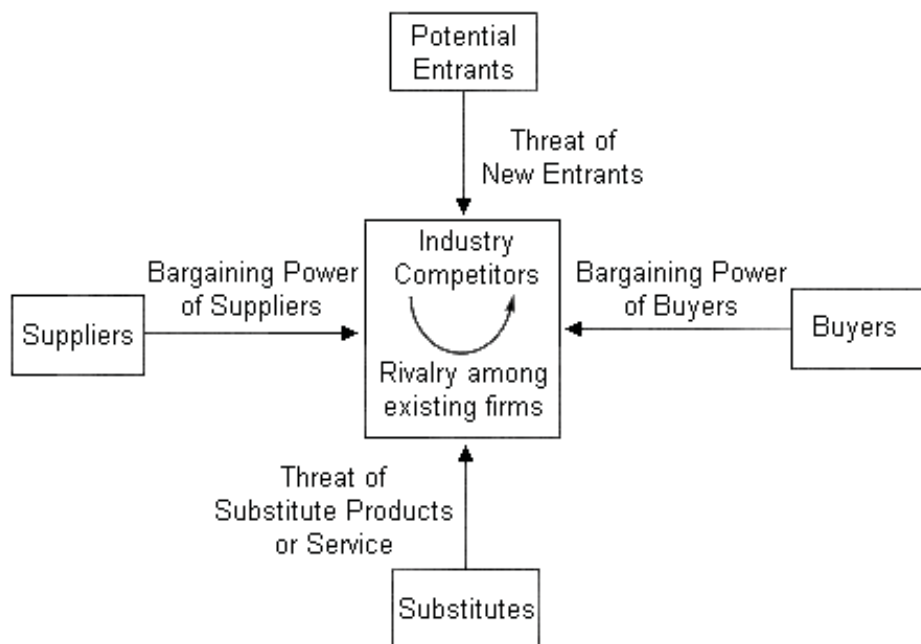 Potential
Entrants
Threat of
New Entrants
Industry
Competitors
Bargaining Power
of Suppliers
Bargaining Power
of Buyers
Suppliers
Buyers
Rivalry among
existing firms
Threat of
Substitute Products
or Service
Substitutes